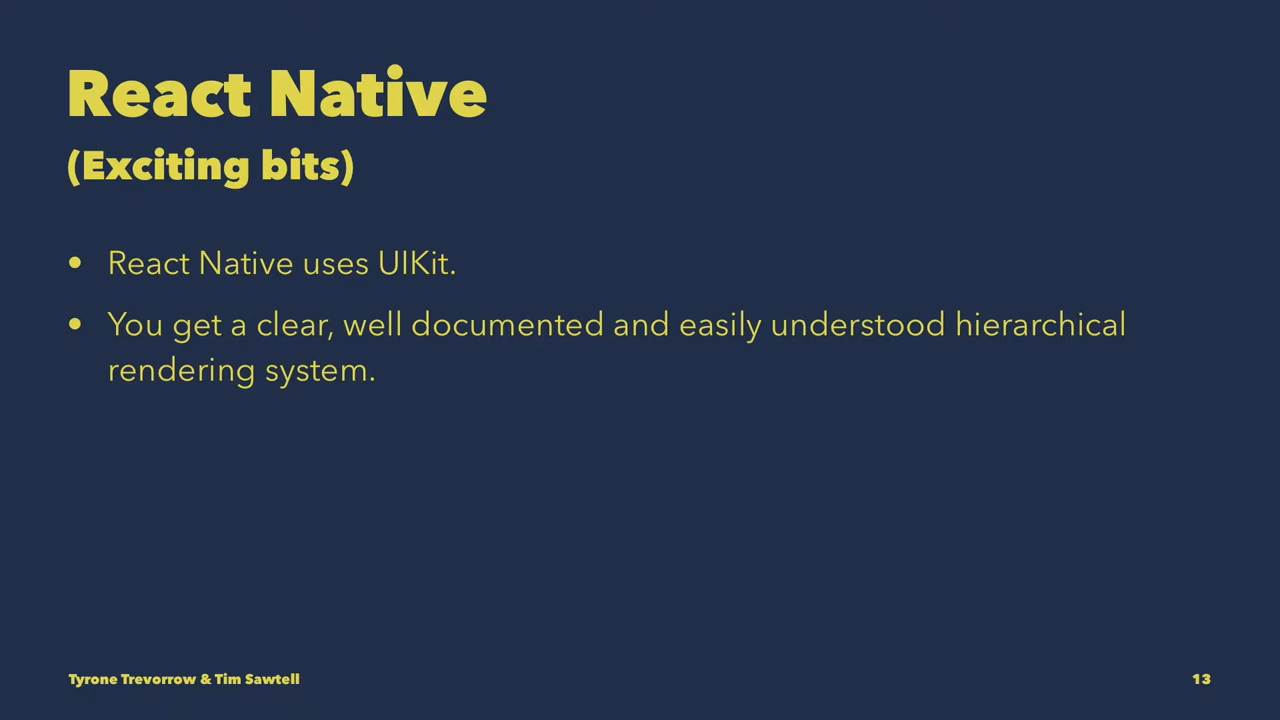 React Native
(Exciting bits)
• React Native uses UIKit.
• You get a clear, well documented and easily understood hierarchical
rendering system.
Tyrone Trevorrow & Tim Sawtell
13